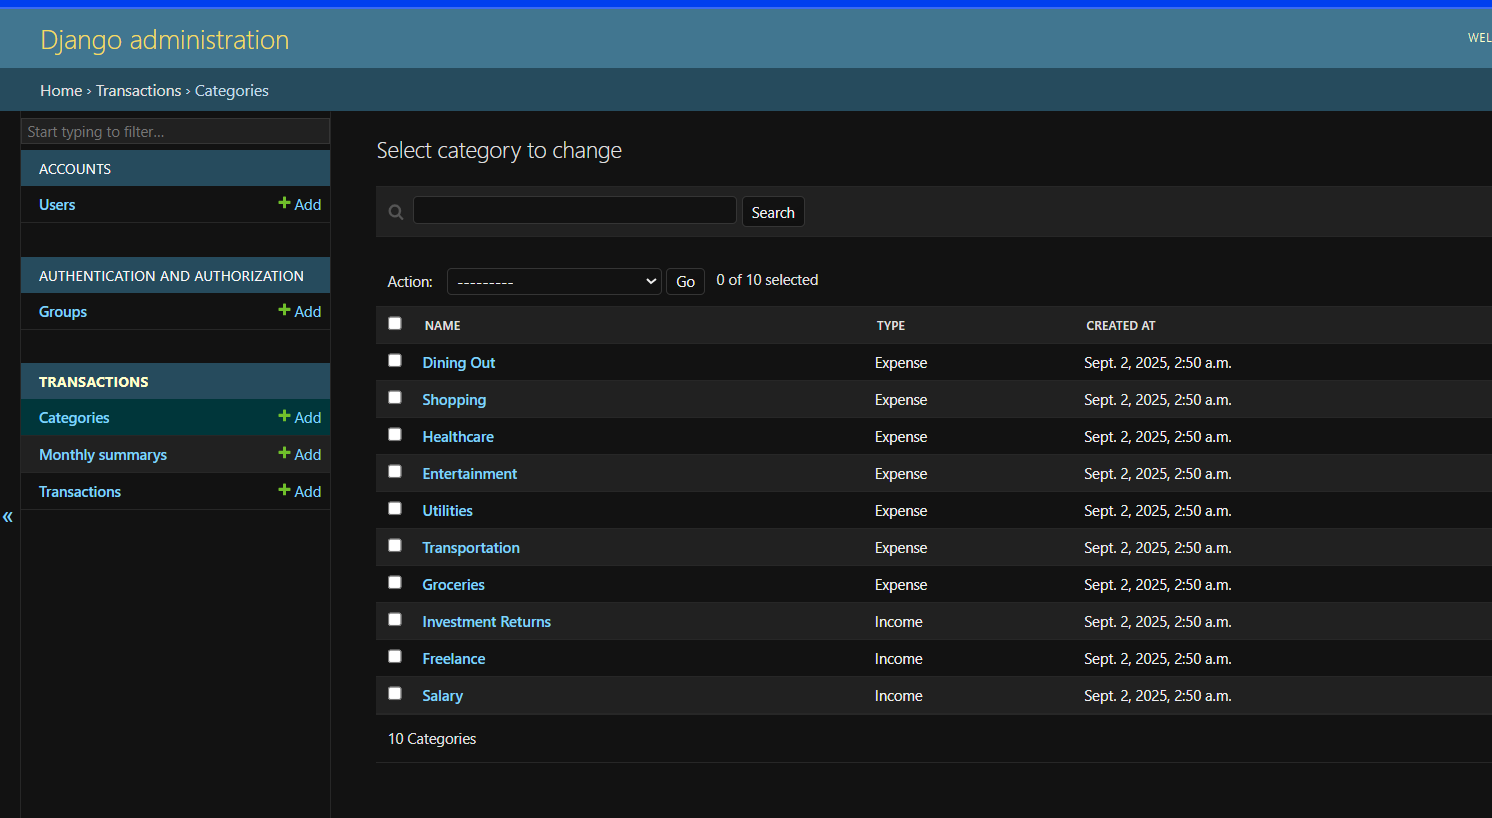 Django administration
WEL
Home › Transactions › Categories
Start typing to filter...
ACCOUNTS
Users + Add
AUTHENTICATION AND AUTHORIZATION
Groups + Add
TRANSACTIONS
Categories + Add
Monthly summarys + Add
Transactions + Add
«
Select category to change
Search
Action: --------- Go 0 of 10 selected
NAME TYPE CREATED AT
Dining Out Expense Sept. 2, 2025, 2:50 a.m.
Shopping Expense Sept. 2, 2025, 2:50 a.m.
Healthcare Expense Sept. 2, 2025, 2:50 a.m.
Entertainment Expense Sept. 2, 2025, 2:50 a.m.
Utilities Expense Sept. 2, 2025, 2:50 a.m.
Transportation Expense Sept. 2, 2025, 2:50 a.m.
Groceries Expense Sept. 2, 2025, 2:50 a.m.
Investment Returns Income Sept. 2, 2025, 2:50 a.m.
Freelance Income Sept. 2, 2025, 2:50 a.m.
Salary Income Sept. 2, 2025, 2:50 a.m.
10 Categories